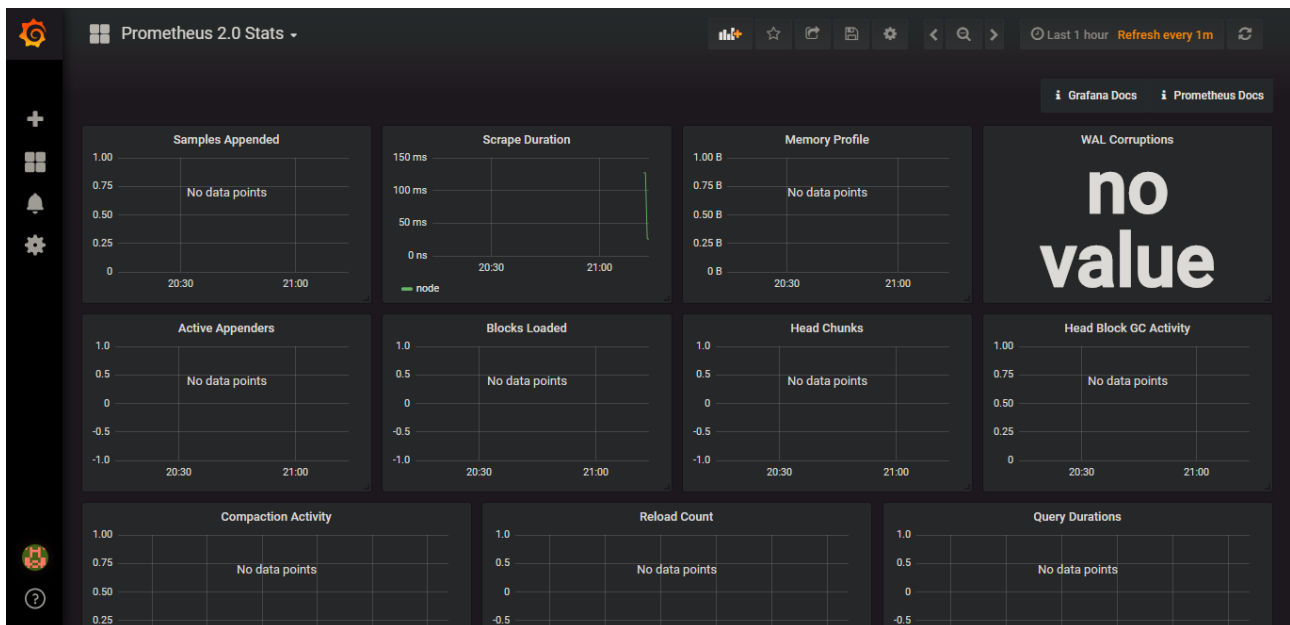 Prometheus 2.0 Stats
Last 1 hour Refresh every 1m
Grafana Docs Prometheus Docs
Samples Appended
1.00
0.75
0.50
0.25
0
No data points
20:30 21:00
Scrape Duration
150 ms
100 ms
50 ms
0 ns
20:30 21:00
node
Memory Profile
1.00 B
0.75 B
0.50 B
0.25 B
0 B
No data points
20:30 21:00
WAL Corruptions
no
value
Active Appenders
1.0
0.5
0
-0.5
-1.0
No data points
20:30 21:00
Blocks Loaded
1.0
0.5
0
-0.5
-1.0
No data points
20:30 21:00
Head Chunks
1.0
0.5
0
-0.5
-1.0
No data points
20:30 21:00
Head Block GC Activity
1.00
0.75
0.50
0.25
0
No data points
20:30 21:00
Compaction Activity
1.00
0.75
0.50
0.25
No data points
Reload Count
1.0
0.5
0
-0.5
No data points
Query Durations
1.0
0.5
0
-0.5
No data points